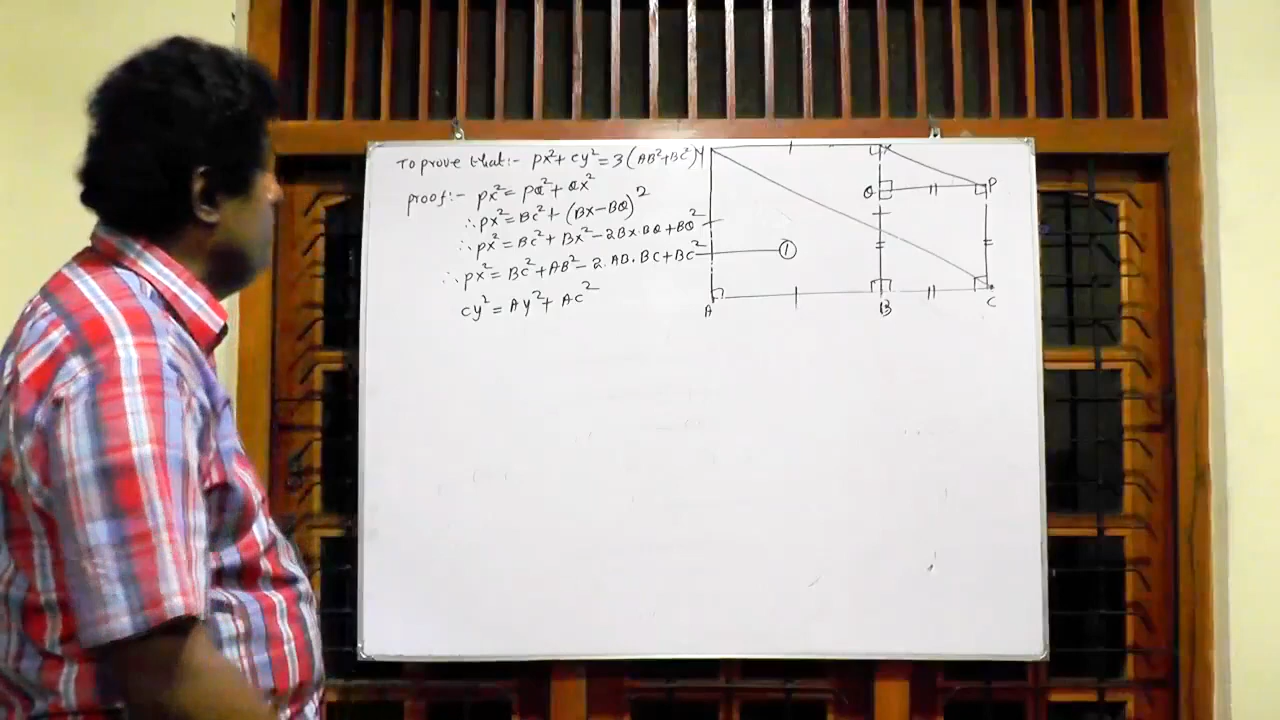 To prove that:- PX² + CY² = 3(AB² + BC²)
proof:- PX² = PQ² + QX²
∴ PX² = BC² + (BX - BQ)²
∴ PX² = BC² + BX² - 2BX.BQ + BQ²
∴ PX² = BC² + AB² - 2.AB.BC + BC² — ①
CY² = AY² + AC²
Y
X
Q
P
A
B
C